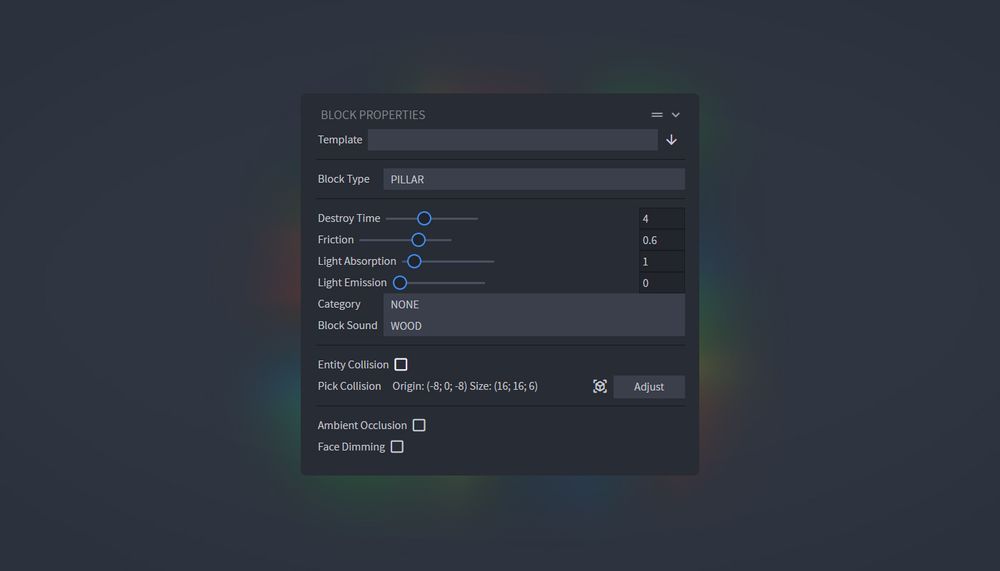 BLOCK PROPERTIES
Template
Block Type PILLAR
Destroy Time 4
Friction 0.6
Light Absorption 1
Light Emission 0
Category NONE
Block Sound WOOD
Entity Collision
Pick Collision Origin: (-8; 0; -8) Size: (16; 16; 6) Adjust
Ambient Occlusion
Face Dimming